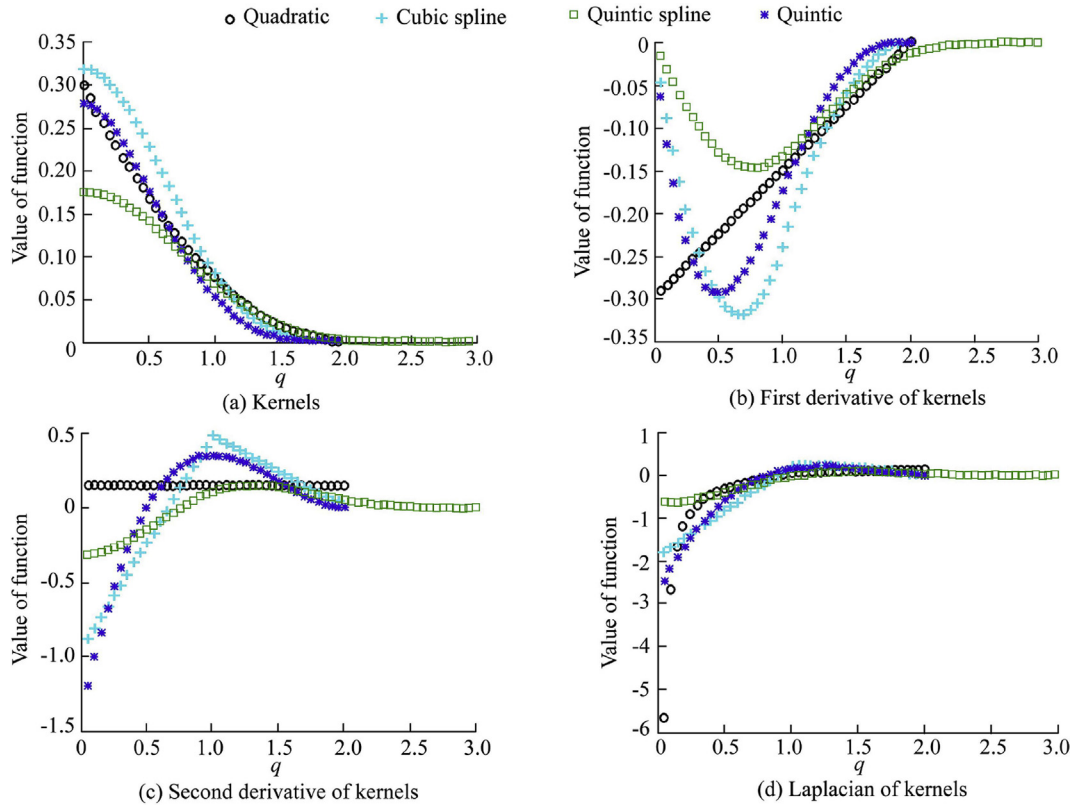 Quadratic Cubic spline Quintic spline Quintic
0.35
0.30
0.25
0.20
0.15
0.10
0.05
0
Value of function
0.5 1.0 1.5 2.0 2.5 3.0
q
(a) Kernels
0
-0.05
-0.10
-0.15
-0.20
-0.25
-0.30
-0.35
Value of function
0 0.5 1.0 1.5 2.0 2.5 3.0
q
(b) First derivative of kernels
0.5
0
-0.5
-1.0
-1.5
Value of function
0 0.5 1.0 1.5 2.0 2.5 3.0
q
(c) Second derivative of kernels
1
0
-1
-2
-3
-4
-5
-6
Value of function
0 0.5 1.0 1.5 2.0 2.5 3.0
q
(d) Laplacian of kernels